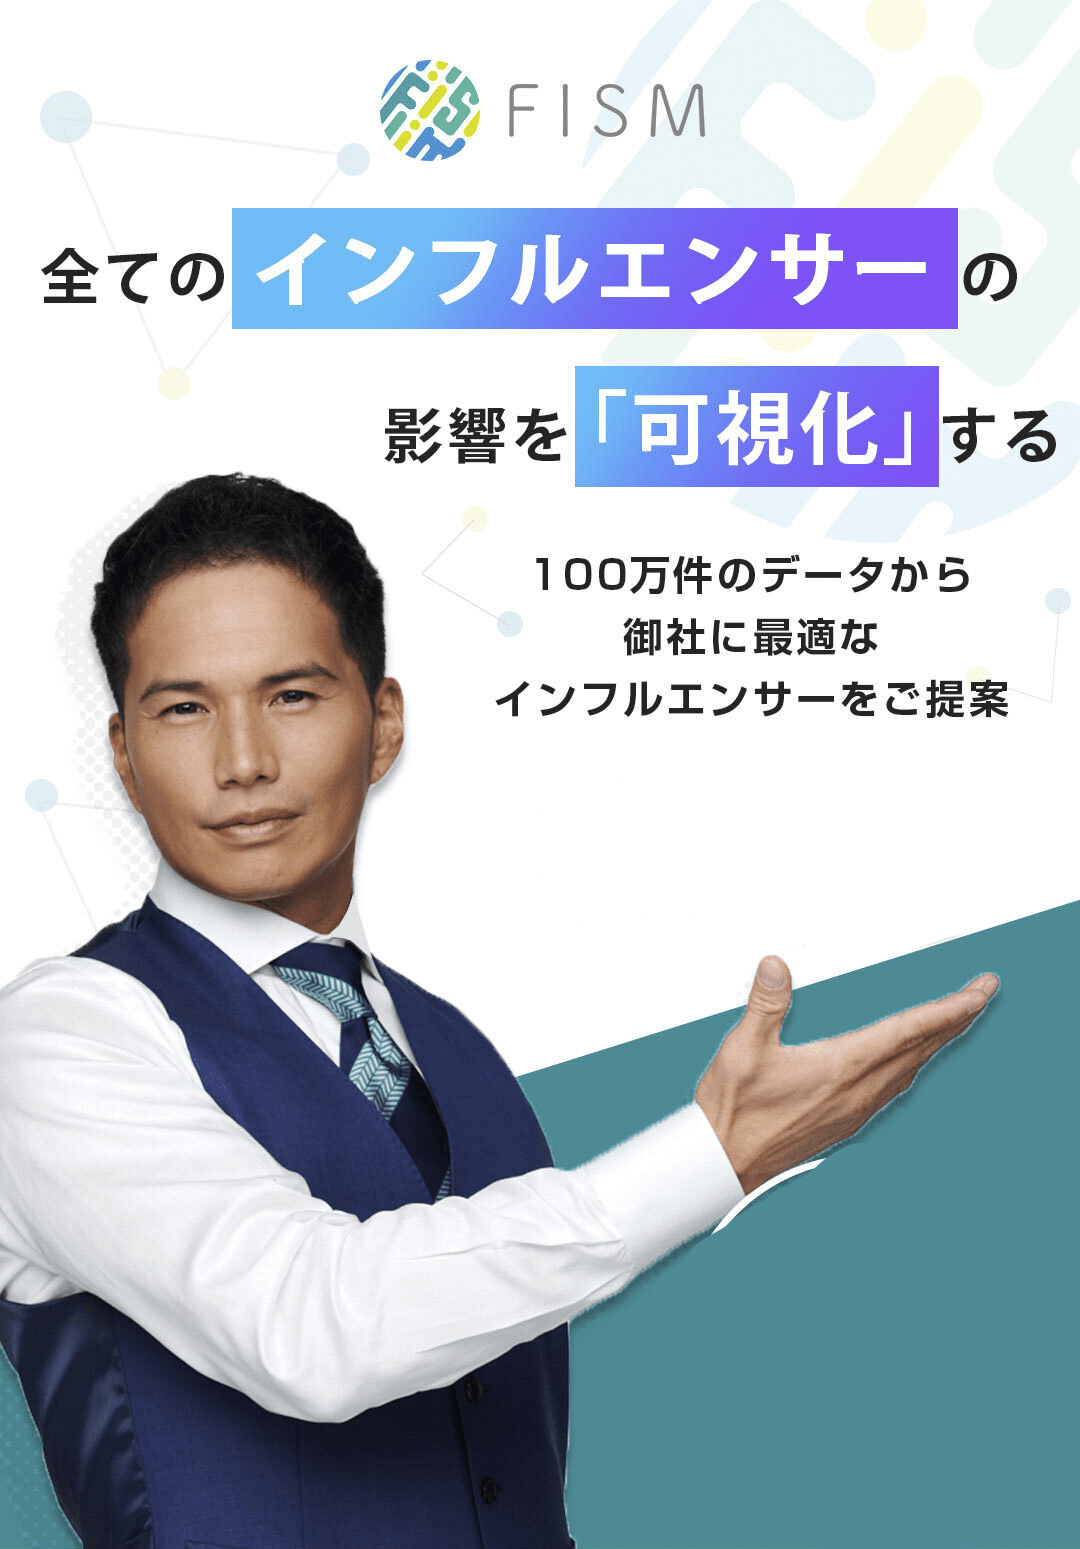 FISM
全てのインフルエンサーの
影響を「可視化」する
100万件のデータから
御社に最適な
インフルエンサーをご提案